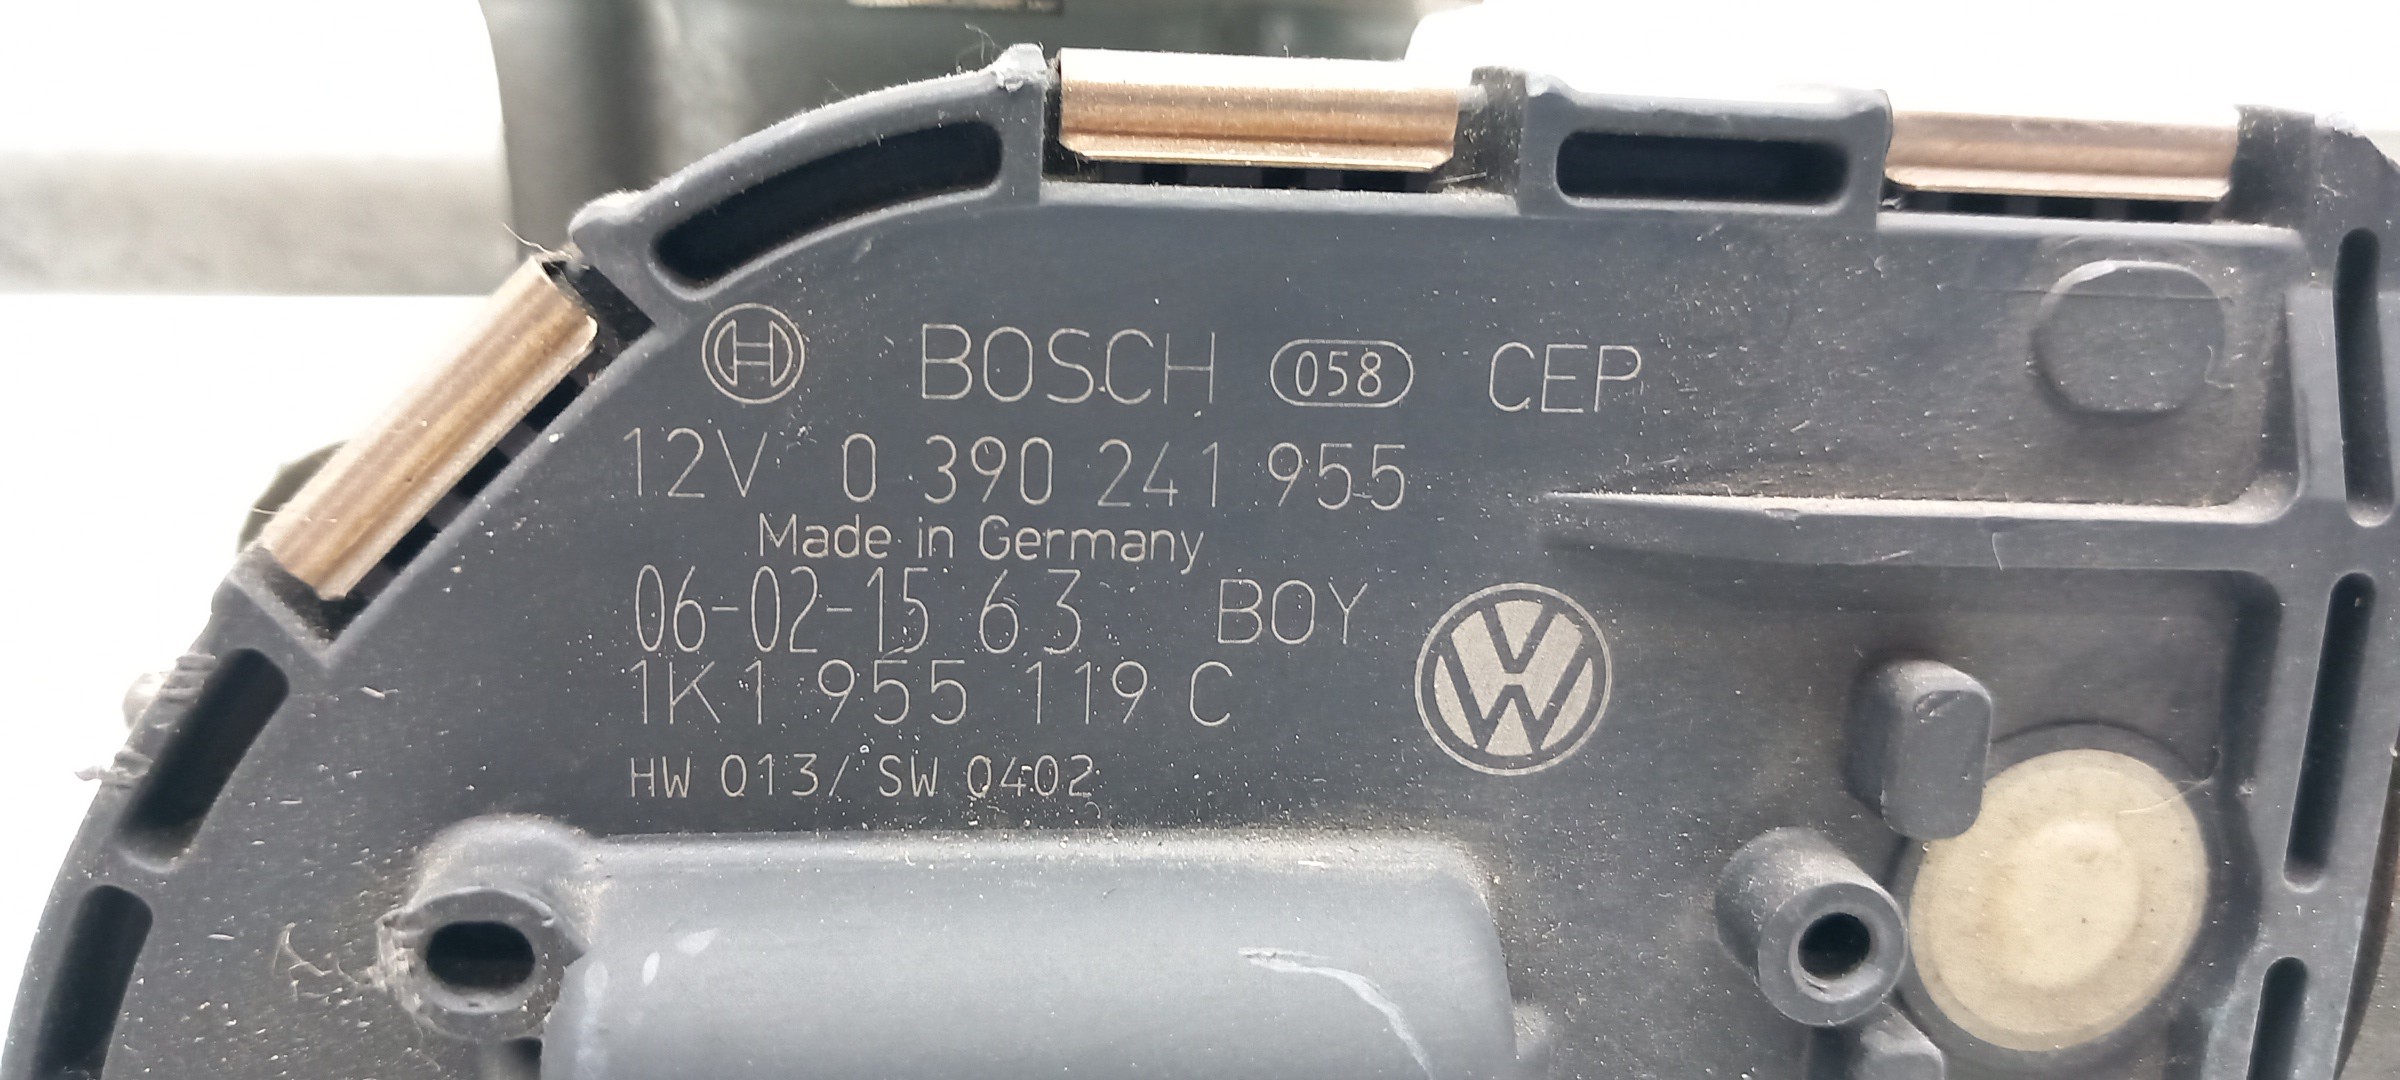 BOSCH 058 CEP
12V 0 390 241 955
Made in Germany
06-02-15 63 BOY
1K1 955 119 C
HW 013/ SW 0402